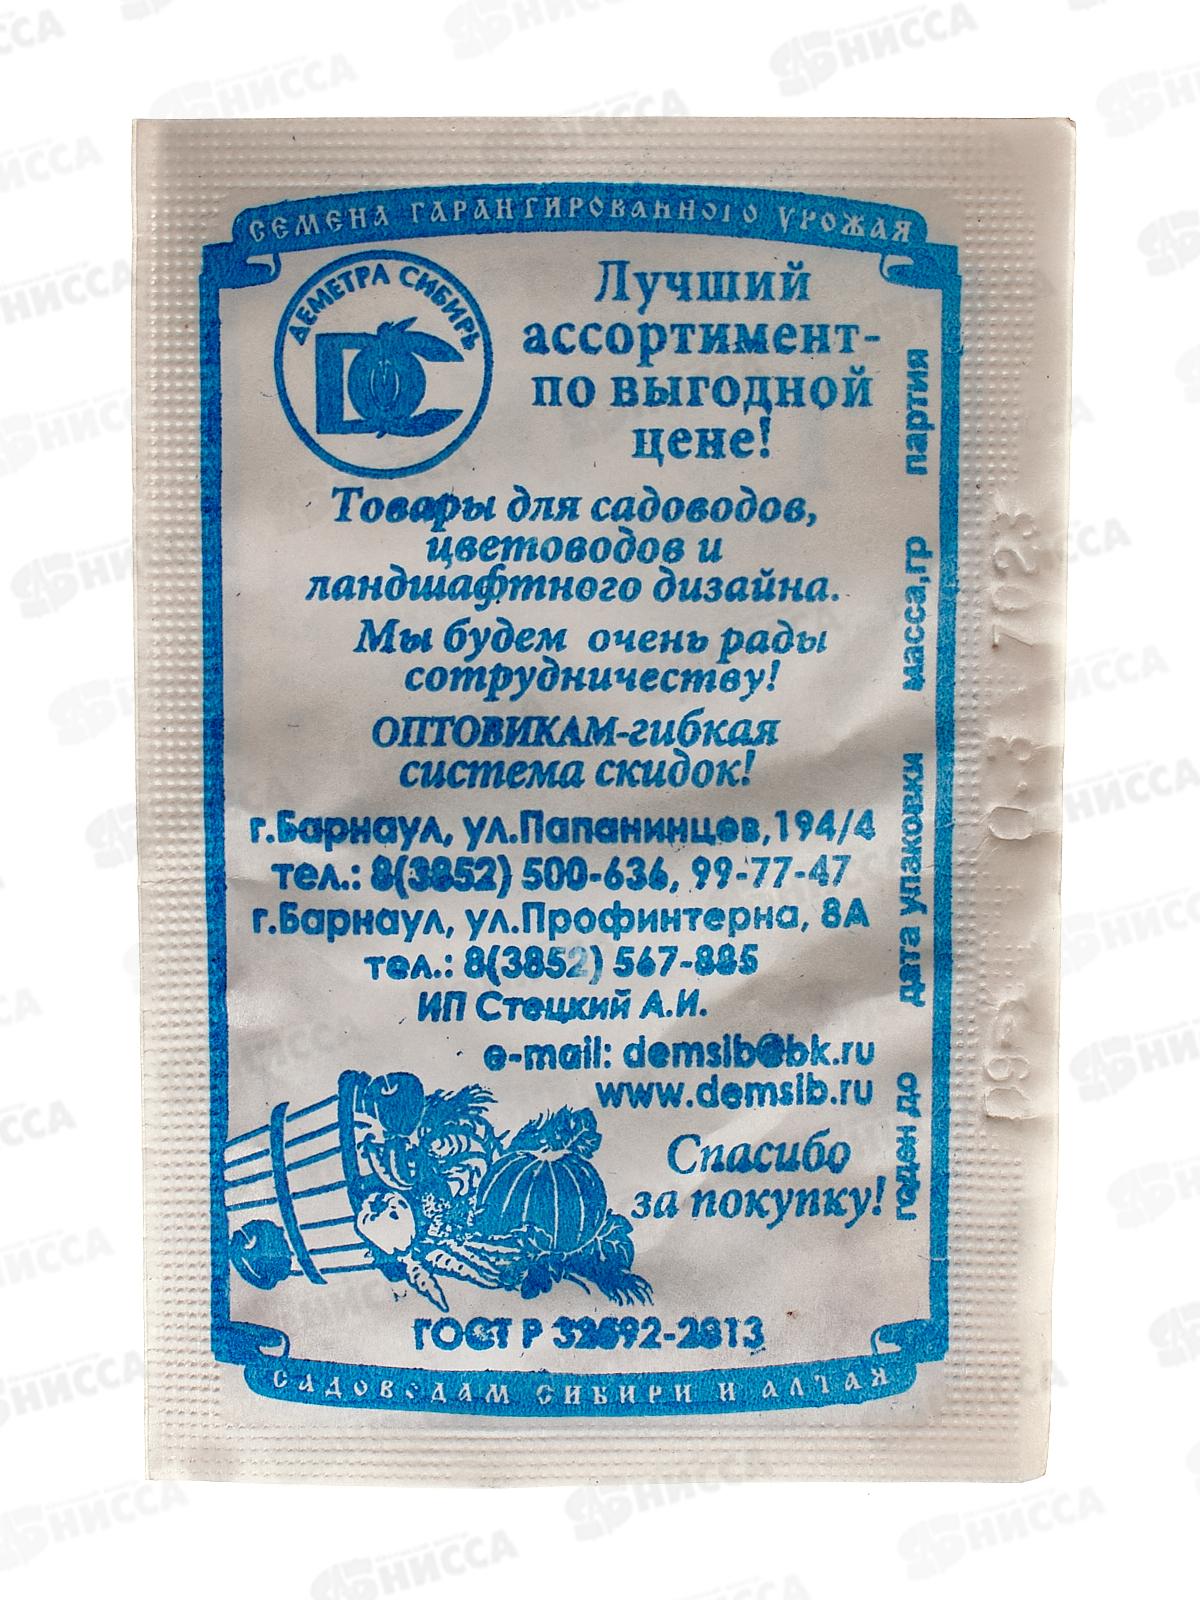 СЕМЕНА ГАРАНТИРОВАННОГО УРОЖАЯ
ДЕМЕТРА СИБИРЬ
ДС
Лучший
ассортимент-
по выгодной
цене!
Товары для садоводов,
цветоводов и
ландшафтного дизайна.
Мы будем очень рады
сотрудничеству!
ОПТОВИКАМ-гибкая
система скидок!
г.Барнаул, ул.Папанинцев,194/4
тел.: 8(3852) 500-636, 99-77-47
г.Барнаул, ул.Профинтерна, 8А
тел.: 8(3852) 567-885
ИП Стецкий А.И.
e-mail: demsib@bk.ru
www.demsib.ru
Спасибо
за покупку!
ГОСТ Р 32592-2013
САДОВОДАМ СИБИРИ И АЛТАЯ
партия
масса,гр
дата упаковки
годен до
НИССА